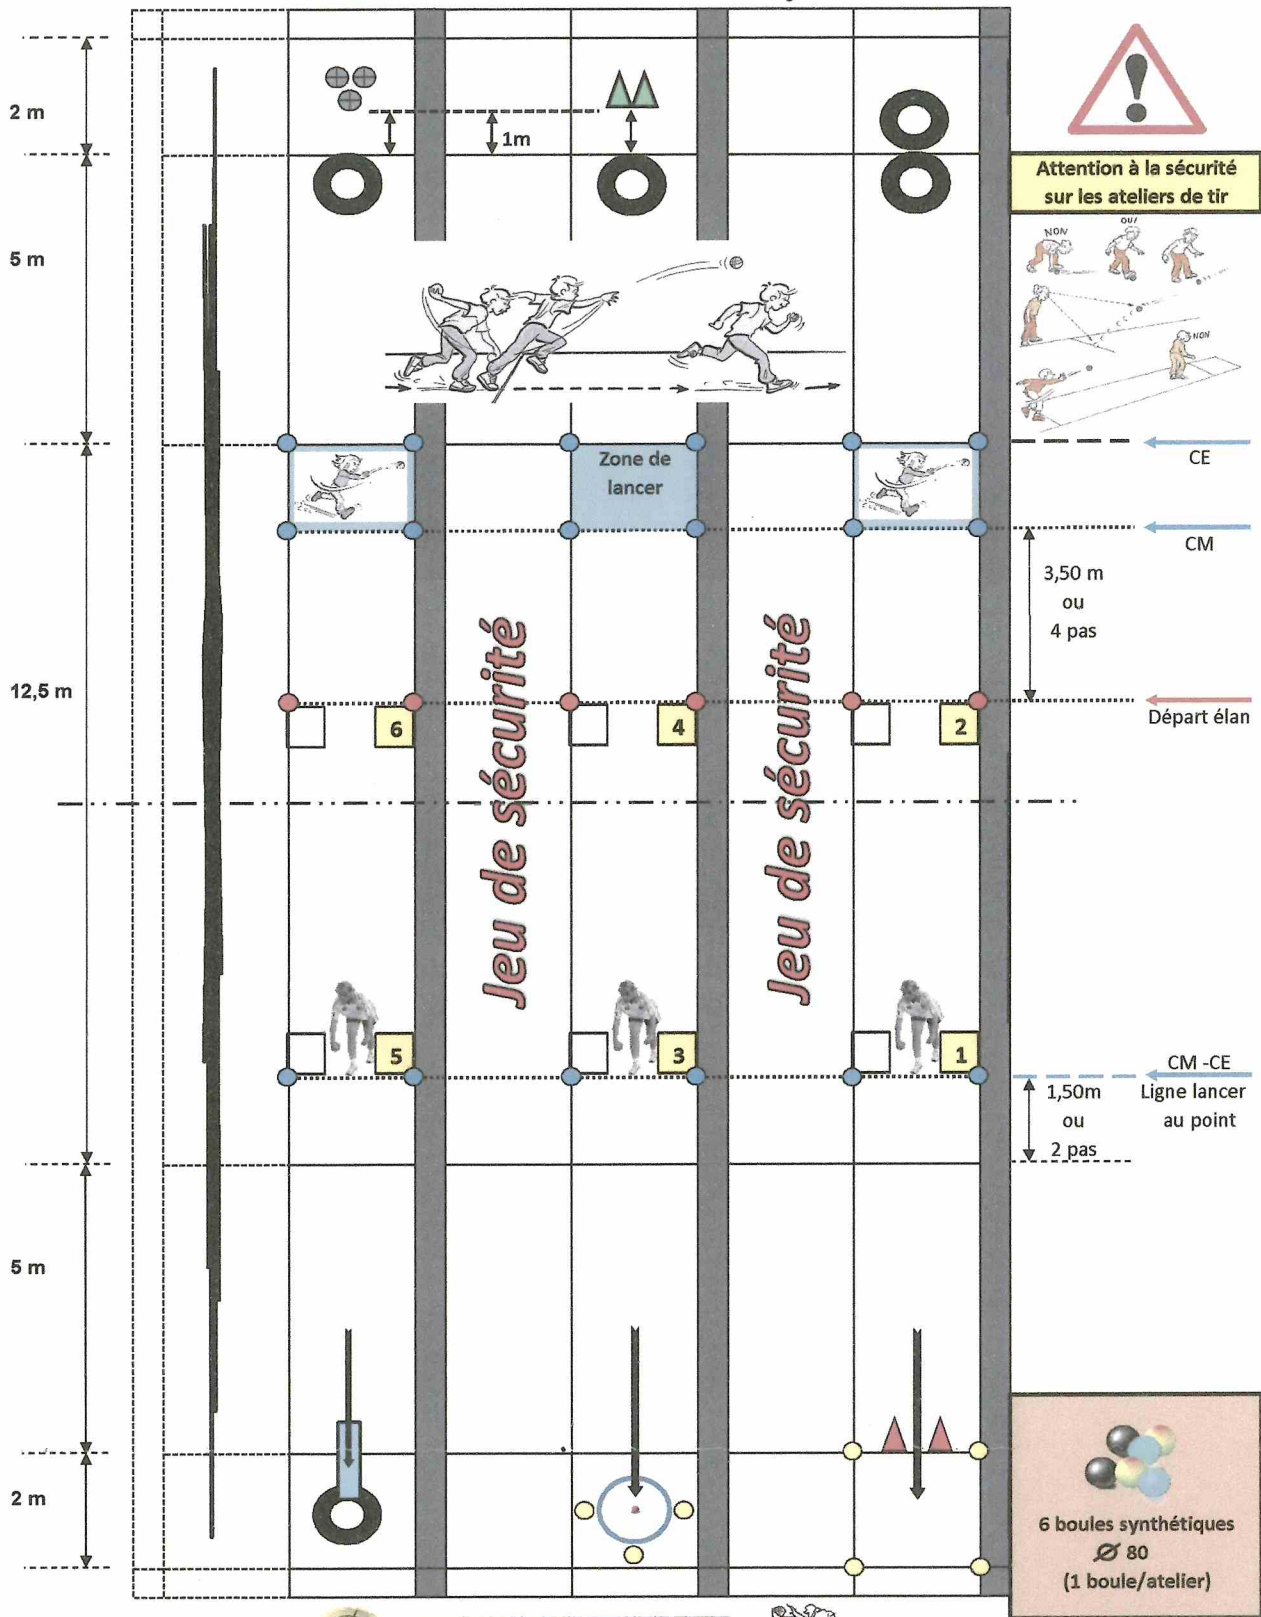 2 m
1m
Attention à la sécurité
sur les ateliers de tir
5 m
NON
OUI
NON
Zone de
lancer
CE
CM
3,50 m
ou
4 pas
12,5 m
6
4
2
Départ élan
Jeu de sécurité
Jeu de sécurité
5
3
1
CM -CE
Ligne lancer
au point
1,50m
ou
2 pas
5 m
2 m
6 boules synthétiques
Ø 80
(1 boule/atelier)